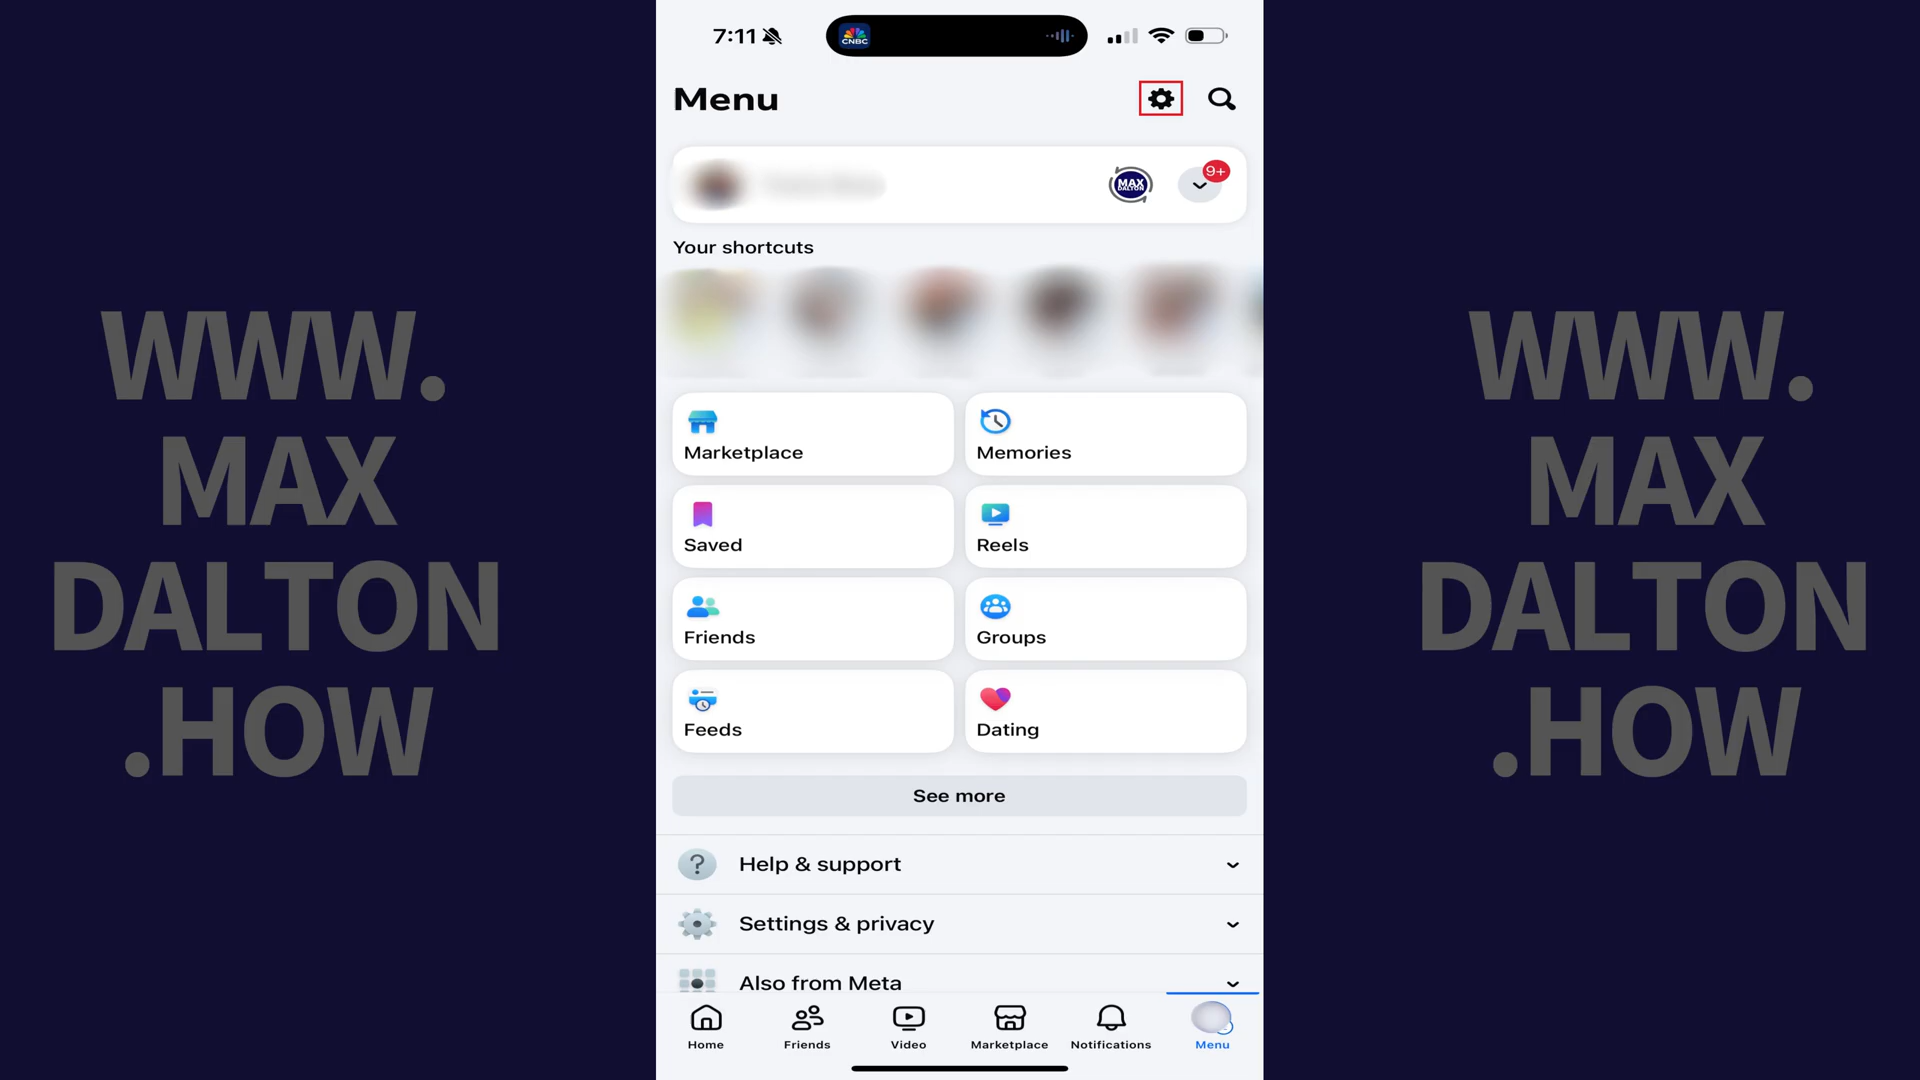 7:11
CNBC
Menu
MAX
DALTON
9+
Your shortcuts
Marketplace
Memories
Saved
Reels
Friends
Groups
Feeds
Dating
See more
Help & support
Settings & privacy
Also from Meta
Home
Friends
Video
Marketplace
Notifications
Menu
WWW.
MAX
DALTON
.HOW
WWW.
MAX
DALTON
.HOW